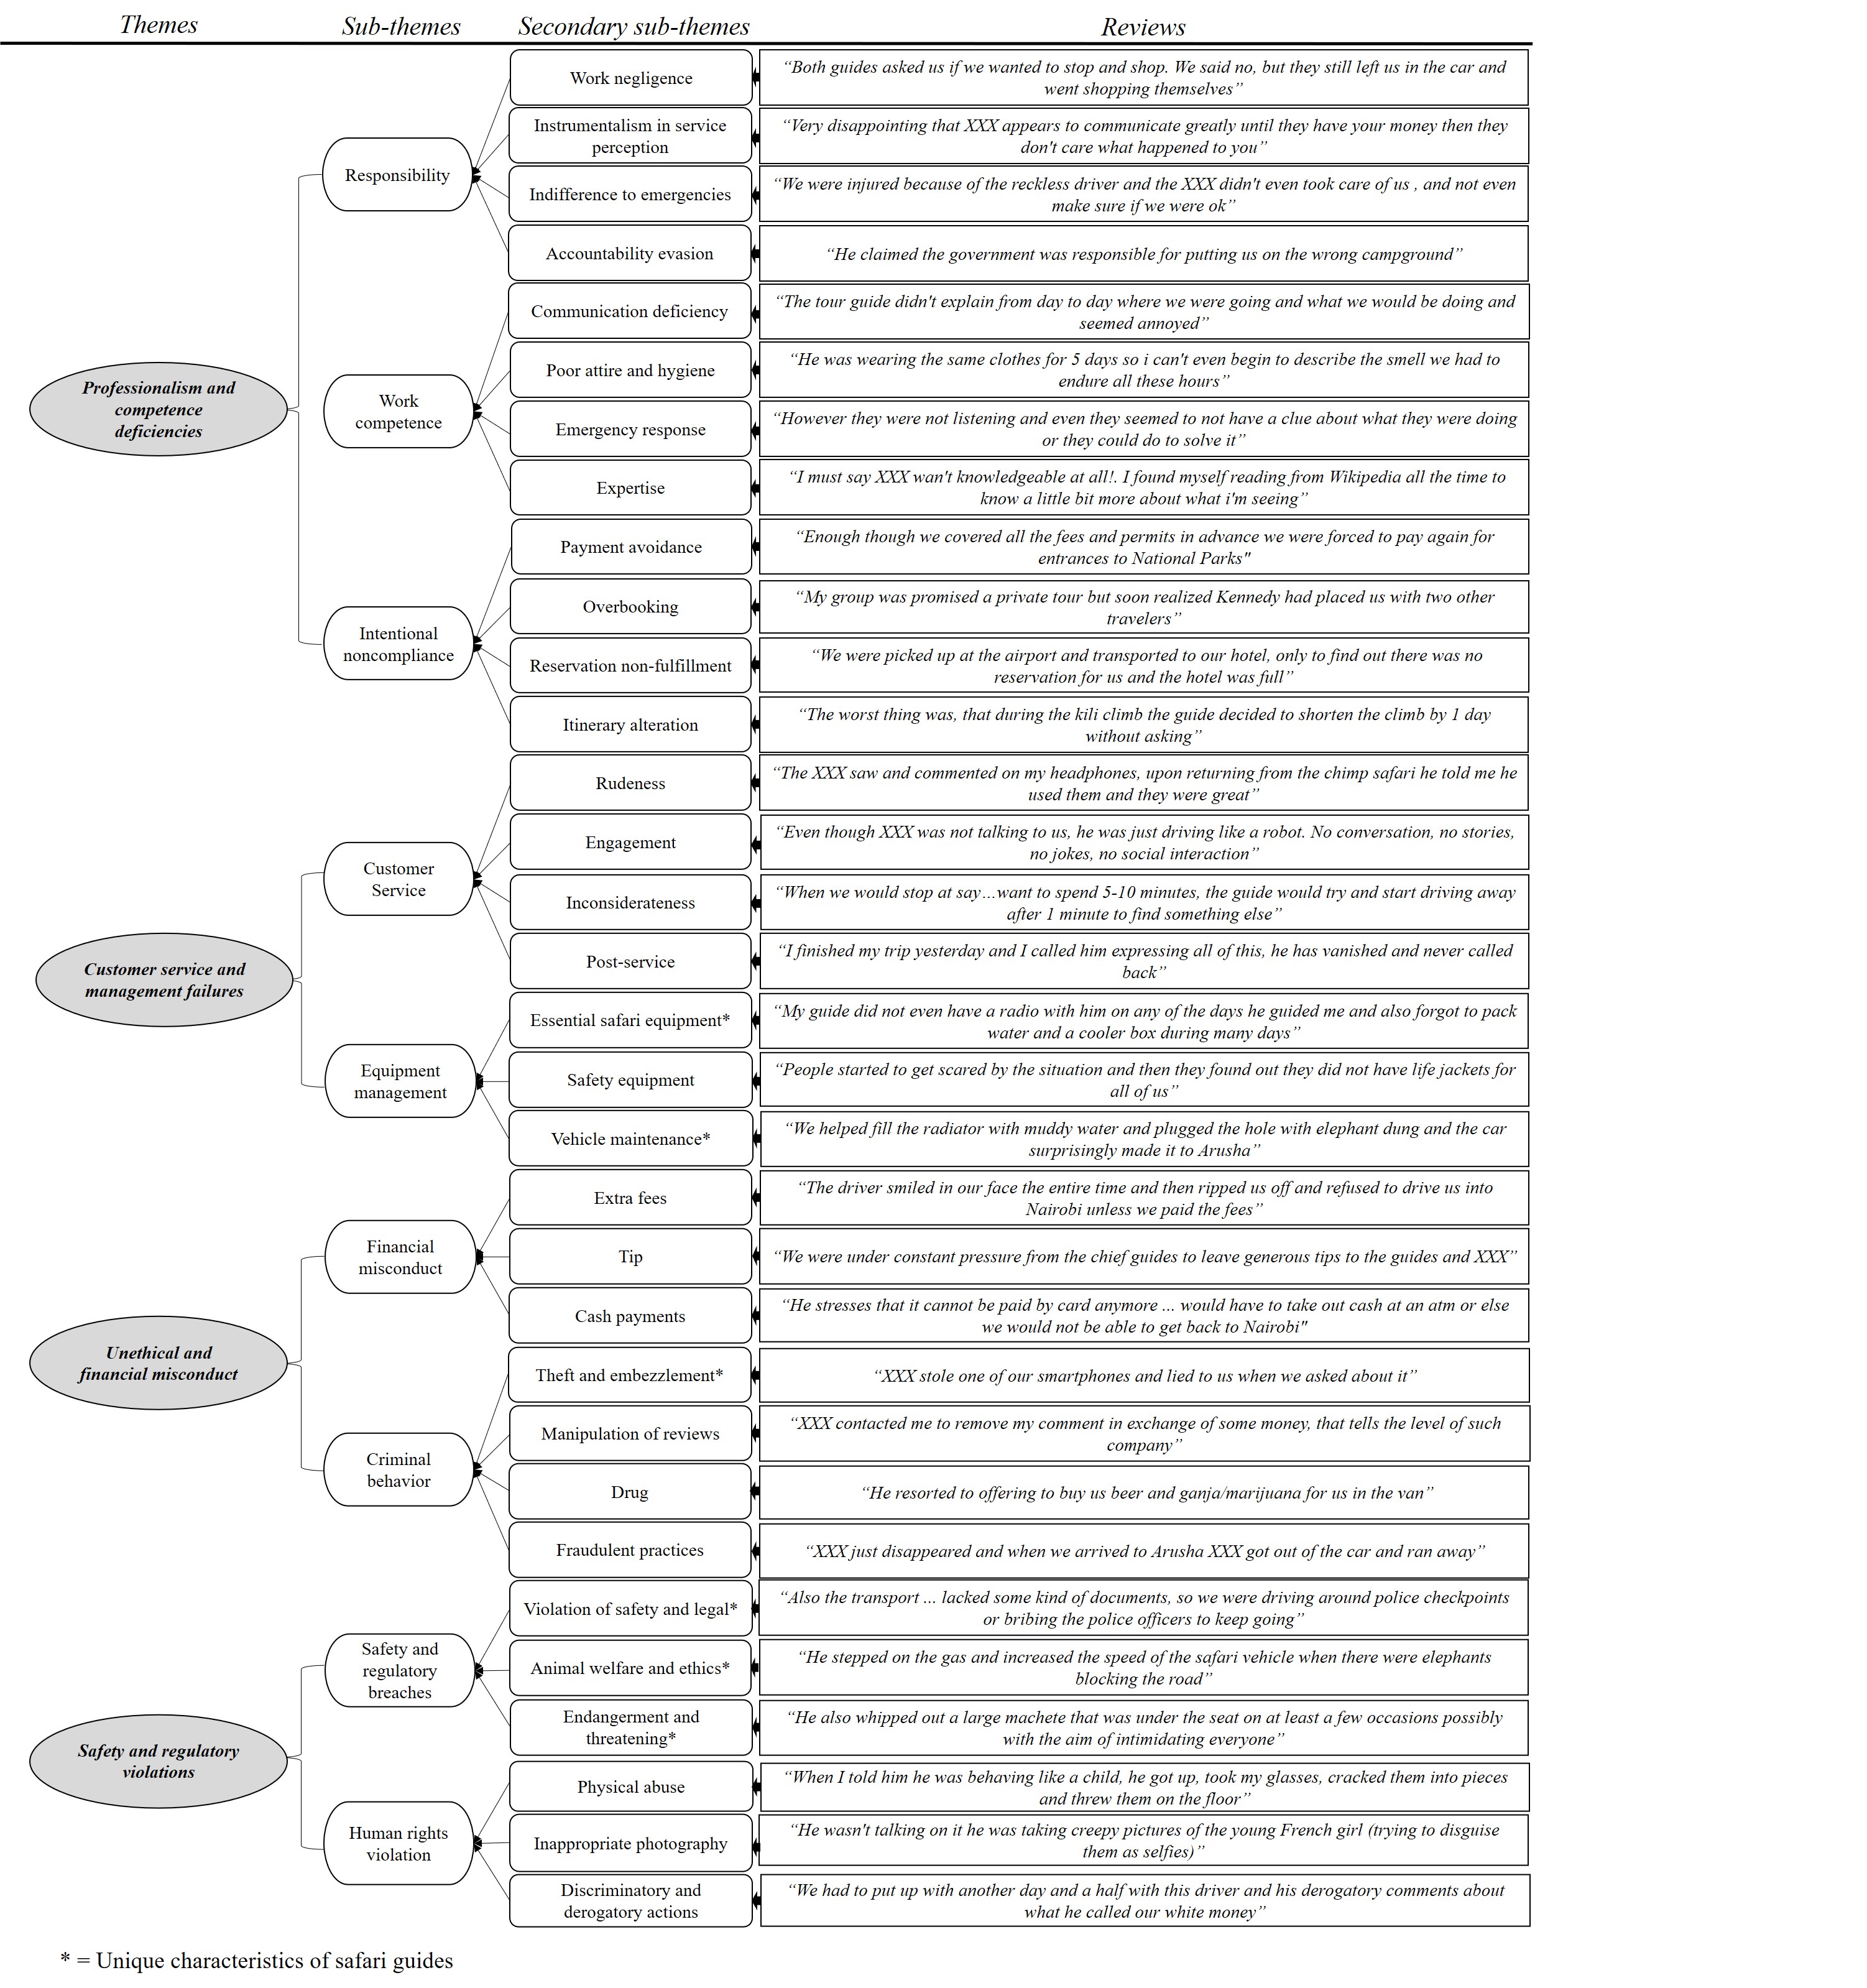 Themes
Sub-themes
Secondary sub-themes
Reviews
Professionalism and
competence
deficiencies
Responsibility
Work negligence
“Both guides asked us if we wanted to stop and shop. We said no, but they still left us in the car and
went shopping themselves”
Instrumentalism in service
perception
“Very disappointing that XXX appears to communicate greatly until they have your money then they
don't care what happened to you”
Indifference to emergencies
“We were injured because of the reckless driver and the XXX didn't even took care of us , and not even
make sure if we were ok”
Accountability evasion
“He claimed the government was responsible for putting us on the wrong campground”
Work
competence
Communication deficiency
“The tour guide didn't explain from day to day where we were going and what we would be doing and
seemed annoyed”
Poor attire and hygiene
“He was wearing the same clothes for 5 days so i can't even begin to describe the smell we had to
endure all these hours”
Emergency response
“However they were not listening and even they seemed to not have a clue about what they were doing
or they could do to solve it”
Expertise
“I must say XXX wan't knowledgeable at all!. I found myself reading from Wikipedia all the time to
know a little bit more about what i'm seeing”
Intentional
noncompliance
Payment avoidance
“Enough though we covered all the fees and permits in advance we were forced to pay again for
entrances to National Parks"
Overbooking
“My group was promised a private tour but soon realized Kennedy had placed us with two other
travelers”
Reservation non-fulfillment
“We were picked up at the airport and transported to our hotel, only to find out there was no
reservation for us and the hotel was full”
Itinerary alteration
“The worst thing was, that during the kili climb the guide decided to shorten the climb by 1 day
without asking”
Customer service and
management failures
Customer
Service
Rudeness
“The XXX saw and commented on my headphones, upon returning from the chimp safari he told me he
used them and they were great”
Engagement
“Even though XXX was not talking to us, he was just driving like a robot. No conversation, no stories,
no jokes, no social interaction”
Inconsiderateness
“When we would stop at say…want to spend 5-10 minutes, the guide would try and start driving away
after 1 minute to find something else”
Post-service
“I finished my trip yesterday and I called him expressing all of this, he has vanished and never called
back”
Equipment
management
Essential safari equipment*
“My guide did not even have a radio with him on any of the days he guided me and also forgot to pack
water and a cooler box during many days”
Safety equipment
“People started to get scared by the situation and then they found out they did not have life jackets for
all of us”
Vehicle maintenance*
“We helped fill the radiator with muddy water and plugged the hole with elephant dung and the car
surprisingly made it to Arusha”
Unethical and
financial misconduct
Financial
misconduct
Extra fees
“The driver smiled in our face the entire time and then ripped us off and refused to drive us into
Nairobi unless we paid the fees”
Tip
“We were under constant pressure from the chief guides to leave generous tips to the guides and XXX”
Cash payments
“He stresses that it cannot be paid by card anymore ... would have to take out cash at an atm or else
we would not be able to get back to Nairobi"
Criminal
behavior
Theft and embezzlement*
“XXX stole one of our smartphones and lied to us when we asked about it”
Manipulation of reviews
“XXX contacted me to remove my comment in exchange of some money, that tells the level of such
company”
Drug
“He resorted to offering to buy us beer and ganja/marijuana for us in the van”
Fraudulent practices
“XXX just disappeared and when we arrived to Arusha XXX got out of the car and ran away”
Safety and regulatory
violations
Safety and
regulatory
breaches
Violation of safety and legal*
“Also the transport ... lacked some kind of documents, so we were driving around police checkpoints
or bribing the police officers to keep going”
Animal welfare and ethics*
“He stepped on the gas and increased the speed of the safari vehicle when there were elephants
blocking the road”
Endangerment and
threatening*
“He also whipped out a large machete that was under the seat on at least a few occasions possibly
with the aim of intimidating everyone”
Human rights
violation
Physical abuse
“When I told him he was behaving like a child, he got up, took my glasses, cracked them into pieces
and threw them on the floor”
Inappropriate photography
“He wasn't talking on it he was taking creepy pictures of the young French girl (trying to disguise
them as selfies)”
Discriminatory and
derogatory actions
“We had to put up with another day and a half with this driver and his derogatory comments about
what he called our white money”
* = Unique characteristics of safari guides